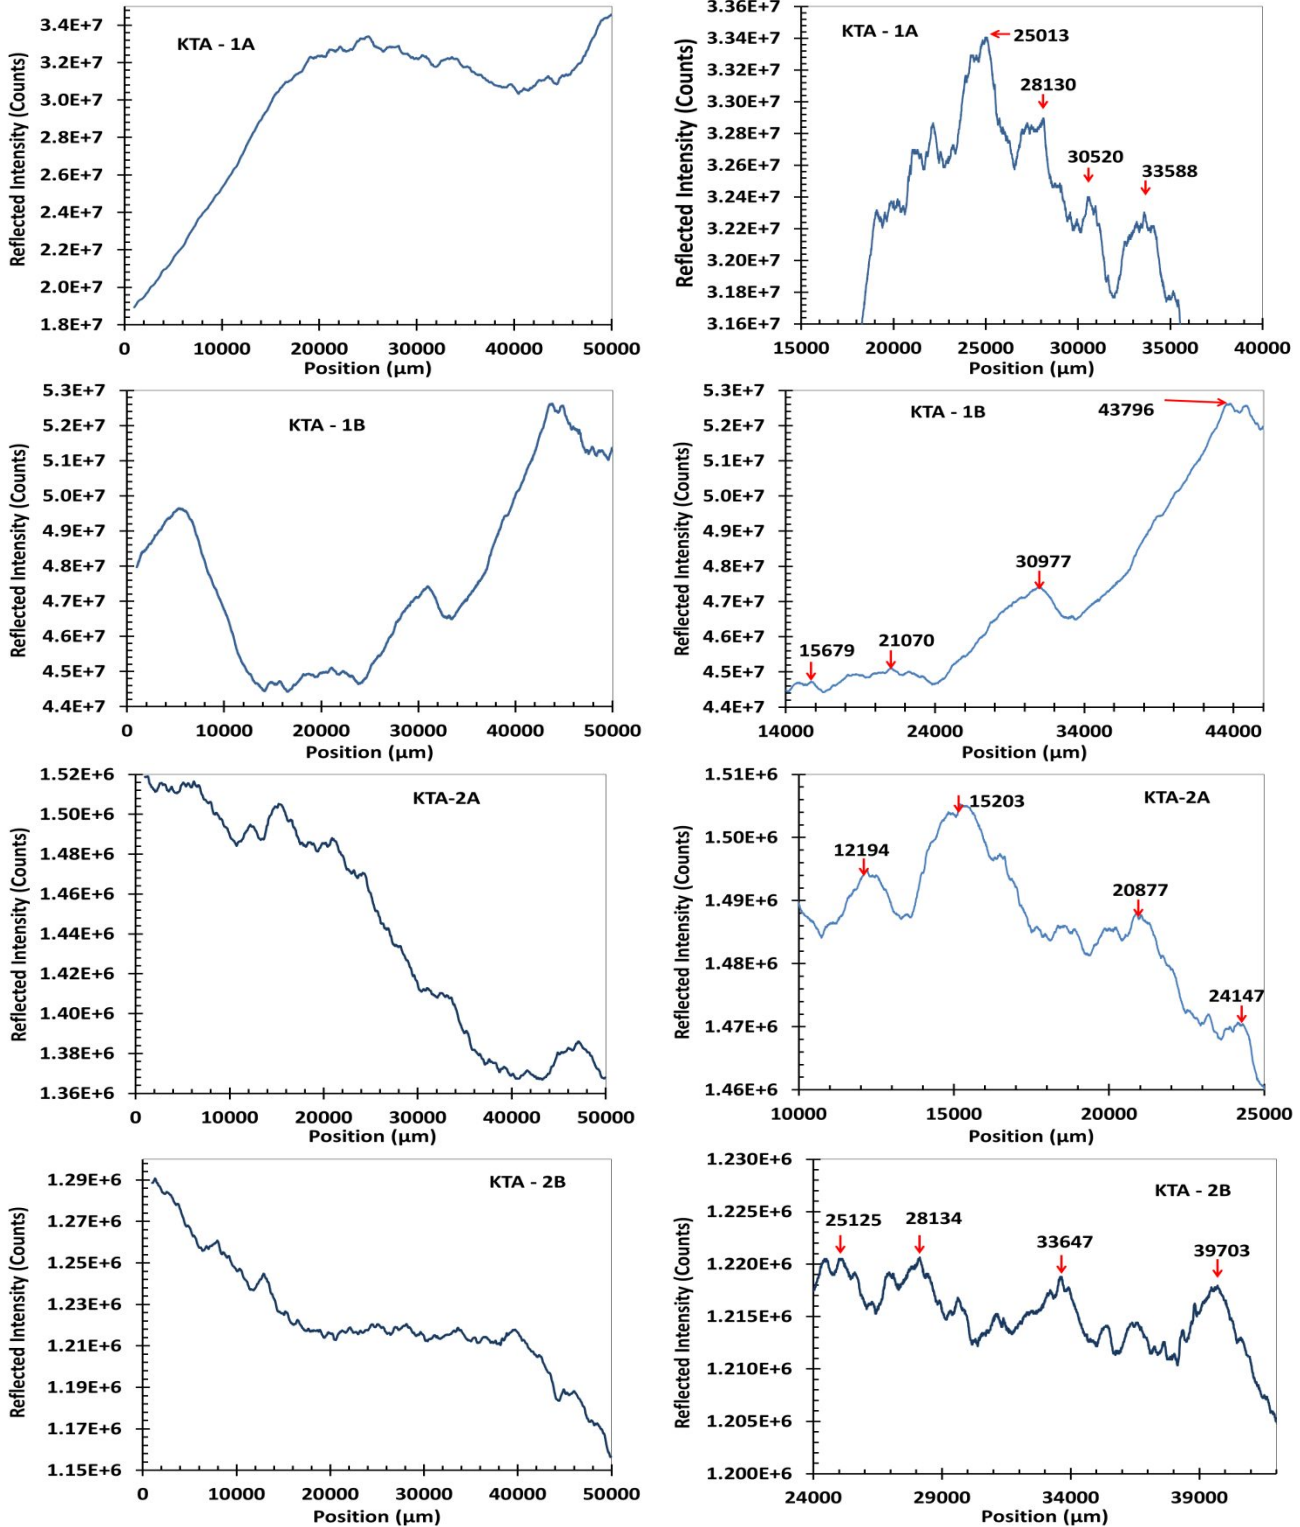 KTA - 1A
Reflected Intensity (Counts)
3.4E+7
3.2E+7
3.0E+7
2.8E+7
2.6E+7
2.4E+7
2.2E+7
2.0E+7
1.8E+7
0 10000 20000 30000 40000 50000
Position (µm)
KTA - 1A
Reflected Intensity (Counts)
3.36E+7
3.34E+7
3.32E+7
3.30E+7
3.28E+7
3.26E+7
3.24E+7
3.22E+7
3.20E+7
3.18E+7
3.16E+7
25013
28130
30520
33588
15000 20000 25000 30000 35000 40000
Position (µm)
KTA - 1B
Reflected Intensity (Counts)
5.3E+7
5.2E+7
5.1E+7
5.0E+7
4.9E+7
4.8E+7
4.7E+7
4.6E+7
4.5E+7
4.4E+7
0 10000 20000 30000 40000 50000
Position (µm)
KTA - 1B
Reflected Intensity (Counts)
5.3E+7
5.2E+7
5.1E+7
5.0E+7
4.9E+7
4.8E+7
4.7E+7
4.6E+7
4.5E+7
4.4E+7
43796
30977
21070
15679
14000 24000 34000 44000
Position (µm)
KTA-2A
Reflected Intensity (Counts)
1.52E+6
1.50E+6
1.48E+6
1.46E+6
1.44E+6
1.42E+6
1.40E+6
1.38E+6
1.36E+6
0 10000 20000 30000 40000 50000
Position (µm)
KTA-2A
Reflected Intensity (Counts)
1.51E+6
1.50E+6
1.49E+6
1.48E+6
1.47E+6
1.46E+6
15203
12194
20877
24147
10000 15000 20000 25000
Position (µm)
KTA - 2B
Reflected Intensity (Counts)
1.29E+6
1.27E+6
1.25E+6
1.23E+6
1.21E+6
1.19E+6
1.17E+6
1.15E+6
0 10000 20000 30000 40000 50000
Position (µm)
KTA - 2B
Reflected Intensity (Counts)
1.230E+6
1.225E+6
1.220E+6
1.215E+6
1.210E+6
1.205E+6
1.200E+6
25125
28134
33647
39703
24000 29000 34000 39000
Position (µm)